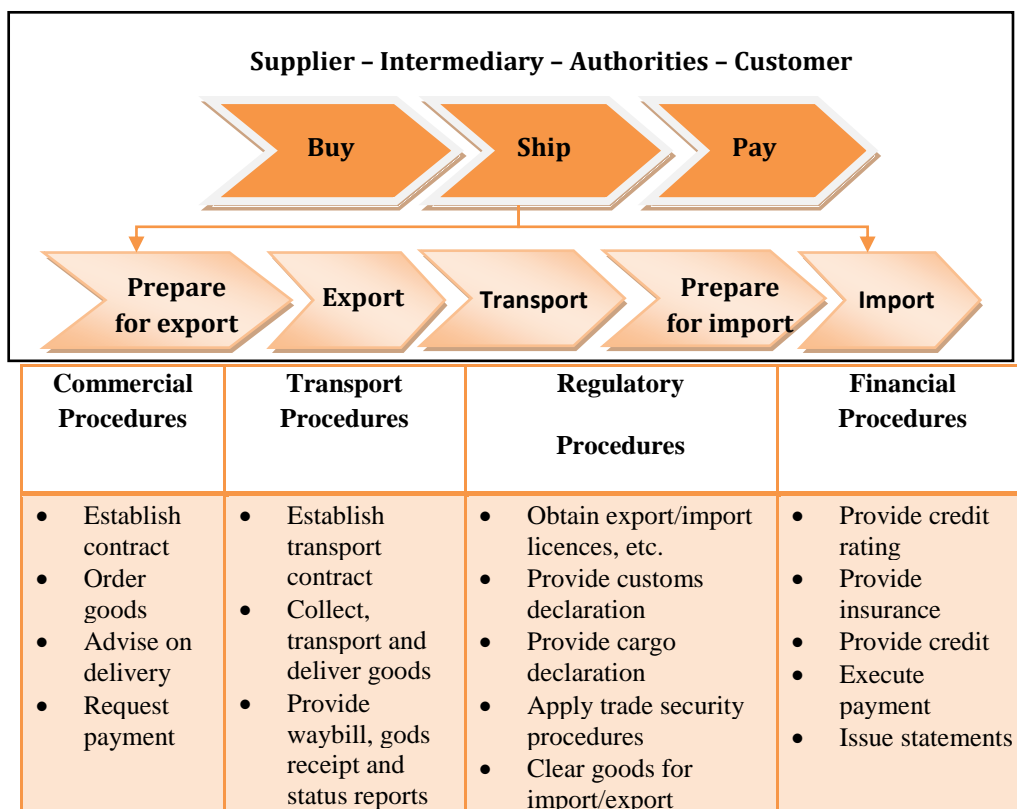 Supplier – Intermediary – Authorities – Customer
Buy
Ship
Pay
Prepare
for export
Export
Transport
Prepare
for import
Import
Commercial
Procedures
Transport
Procedures
Regulatory
Procedures
Financial
Procedures
• Establish
contract
• Order
goods
• Advise on
delivery
• Request
payment
• Establish
transport
contract
• Collect,
transport and
deliver goods
• Provide
waybill, gods
receipt and
status reports
• Obtain export/import
licences, etc.
• Provide customs
declaration
• Provide cargo
declaration
• Apply trade security
procedures
• Clear goods for
import/export
• Provide credit
rating
• Provide
insurance
• Provide credit
• Execute
payment
• Issue statements